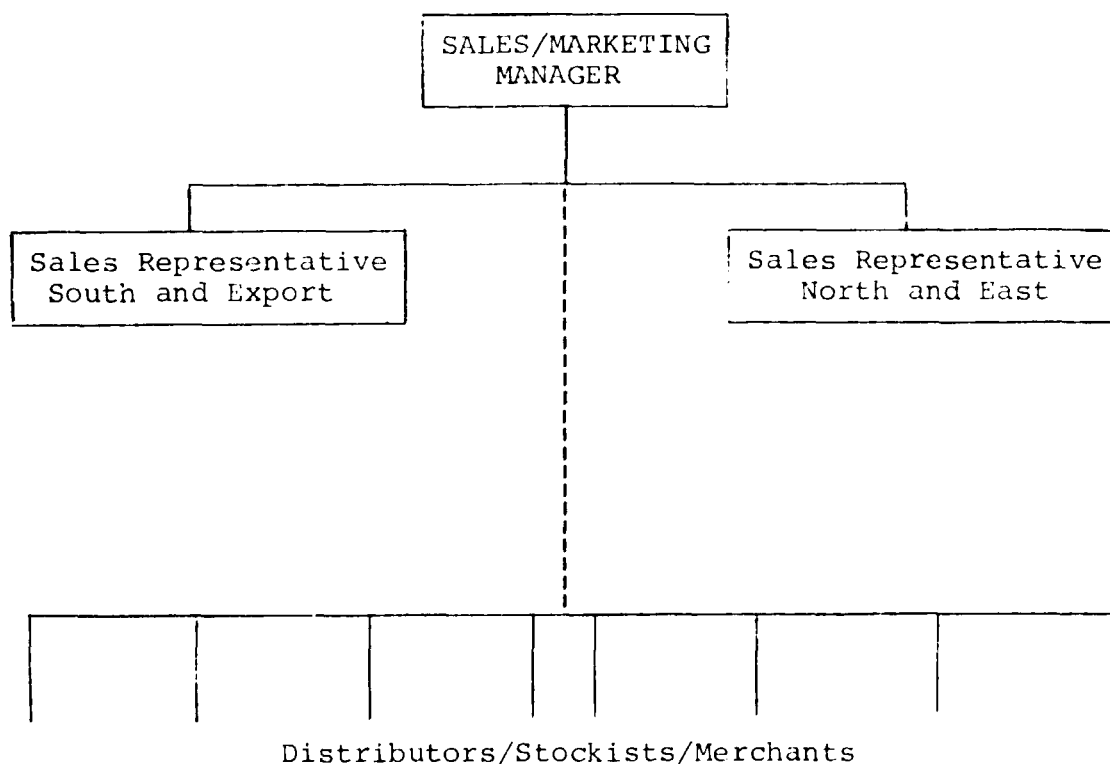 SALES/MARKETING
MANAGER
Sales Representative
South and Export
Sales Representative
North and East
Distributors/Stockists/Merchants